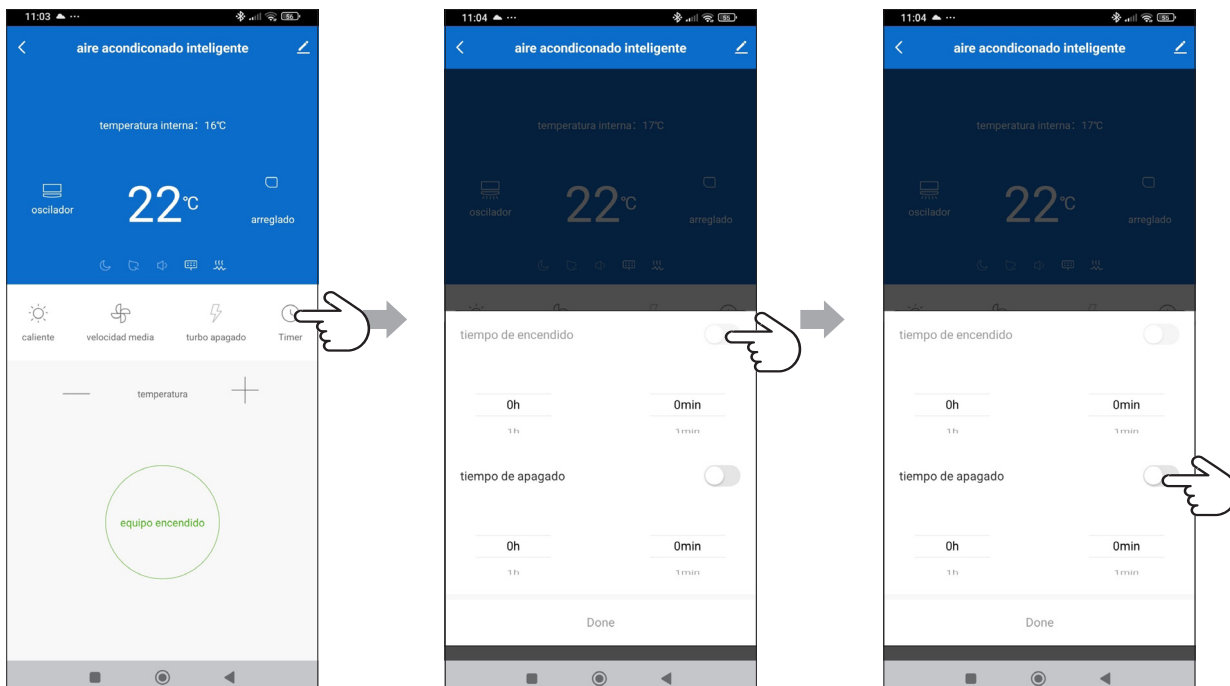 11:03 ...
56
aire acondiconado inteligente
temperatura interna: 16°C
22°C
oscilador
arreglado
caliente
velocidad media
turbo apagado
Timer
temperatura
equipo encendido
11:04 ...
55
aire acondiconado inteligente
temperatura interna: 17°C
22°C
oscilador
arreglado
tiempo de encendido
0h 0min
1h 1min
tiempo de apagado
0h 0min
1h 1min
Done
11:04 ...
55
aire acondiconado inteligente
temperatura interna: 17°C
22°C
oscilador
arreglado
tiempo de encendido
0h 0min
1h 1min
tiempo de apagado
0h 0min
1h 1min
Done